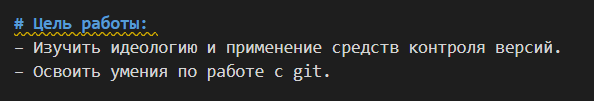 # Цель работы:
– Изучить идеологию и применение средств контроля версий.
– Освоить умения по работе с git.